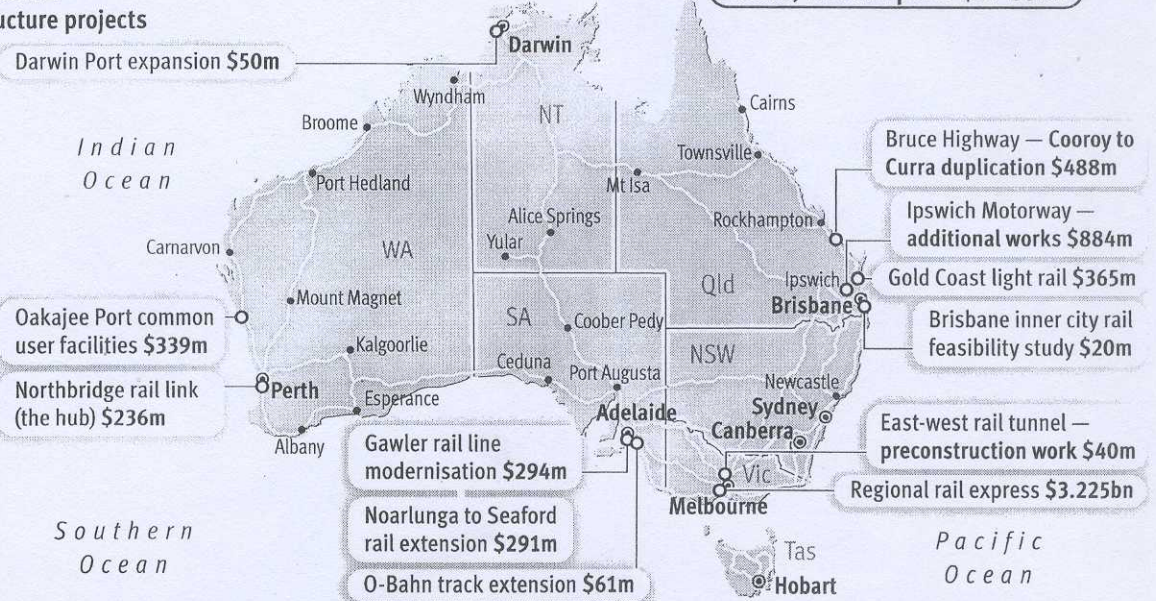 ucture projects
Darwin Port expansion $50m
Darwin
Wyndham
NT
Cairns
Broome
Indian
Ocean
Townsville
Bruce Highway — Cooroy to
Curra duplication $488m
Port Hedland
Mt Isa
Alice Springs
Rockhampton
Ipswich Motorway —
additional works $884m
Carnarvon
WA
Yular
Qld
Ipswich
Gold Coast light rail $365m
Mount Magnet
Brisbane
SA
Coober Pedy
Oakajee Port common
user facilities $339m
Brisbane inner city rail
feasibility study $20m
Kalgoorlie
NSW
Ceduna
Port Augusta
Newcastle
Northbridge rail link
(the hub) $236m
Perth
Esperance
Adelaide
Sydney
Canberra
East-west rail tunnel —
preconstruction work $40m
Albany
Gawler rail line
modernisation $294m
Vic
Regional rail express $3.225bn
Melbourne
Noarlunga to Seaford
rail extension $291m
Southern
Ocean
Pacific
Ocean
Tas
O-Bahn track extension $61m
Hobart